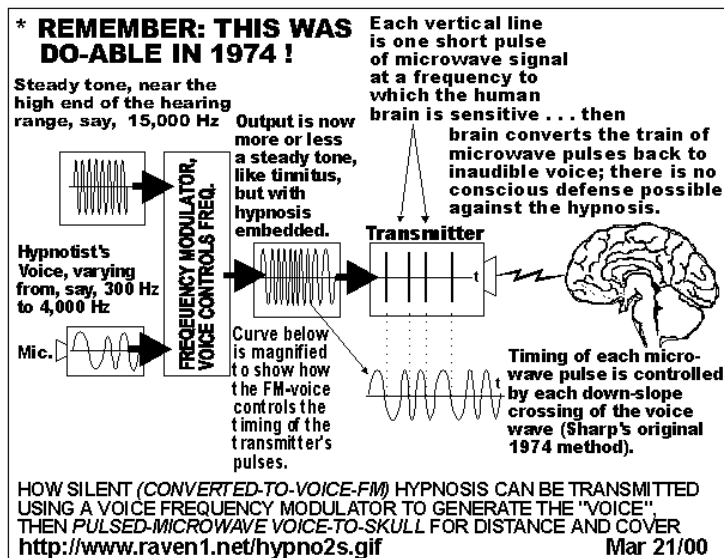 * REMEMBER: THIS WAS
DO-ABLE IN 1974 !
Steady tone, near the
high end of the hearing
range, say, 15,000 Hz
Hypnotist's
Voice, varying
from, say, 300 Hz
to 4,000 Hz
Mic.
FREQEUENCY MODULATOR,
VOICE CONTROLS FREQ.
Output is now
more or less
a steady tone,
like tinnitus,
but with
hypnosis
embedded.
Curve below
is magnified
to show how
the FM-voice
controls the
timing of the
transmitter's
pulses.
Each vertical line
is one short pulse
of microwave signal
at a frequency to
which the human
brain is sensitive . . . then
brain converts the train of
microwave pulses back to
inaudible voice; there is no
conscious defense possible
against the hypnosis.
Transmitter
t
t
Timing of each micro-
wave pulse is controlled
by each down-slope
crossing of the voice
wave (Sharp's original
1974 method).
HOW SILENT (CONVERTED-TO-VOICE-FM) HYPNOSIS CAN BE TRANSMITTED
USING A VOICE FREQUENCY MODULATOR TO GENERATE THE "VOICE",
THEN PULSED-MICROWAVE VOICE-TO-SKULL FOR DISTANCE AND COVER
http://www.raven1.net/hypno2s.gif Mar 21/00